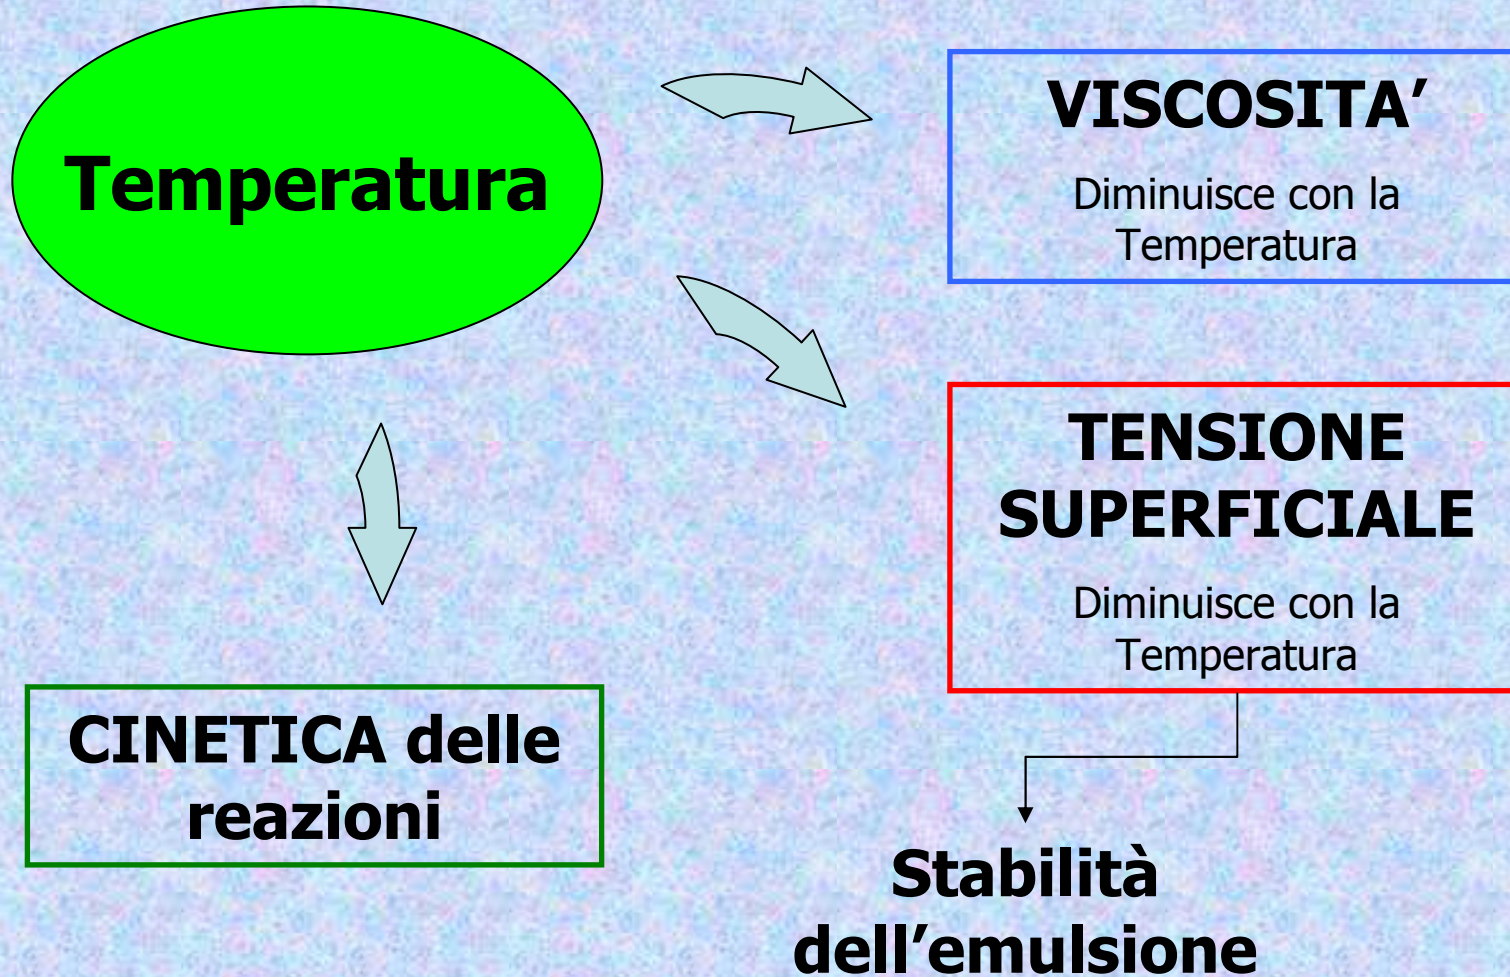 Temperatura
VISCOSITA’
Diminuisce con la
Temperatura
TENSIONE
SUPERFICIALE
Diminuisce con la
Temperatura
CINETICA delle
reazioni
Stabilità
dell’emulsione